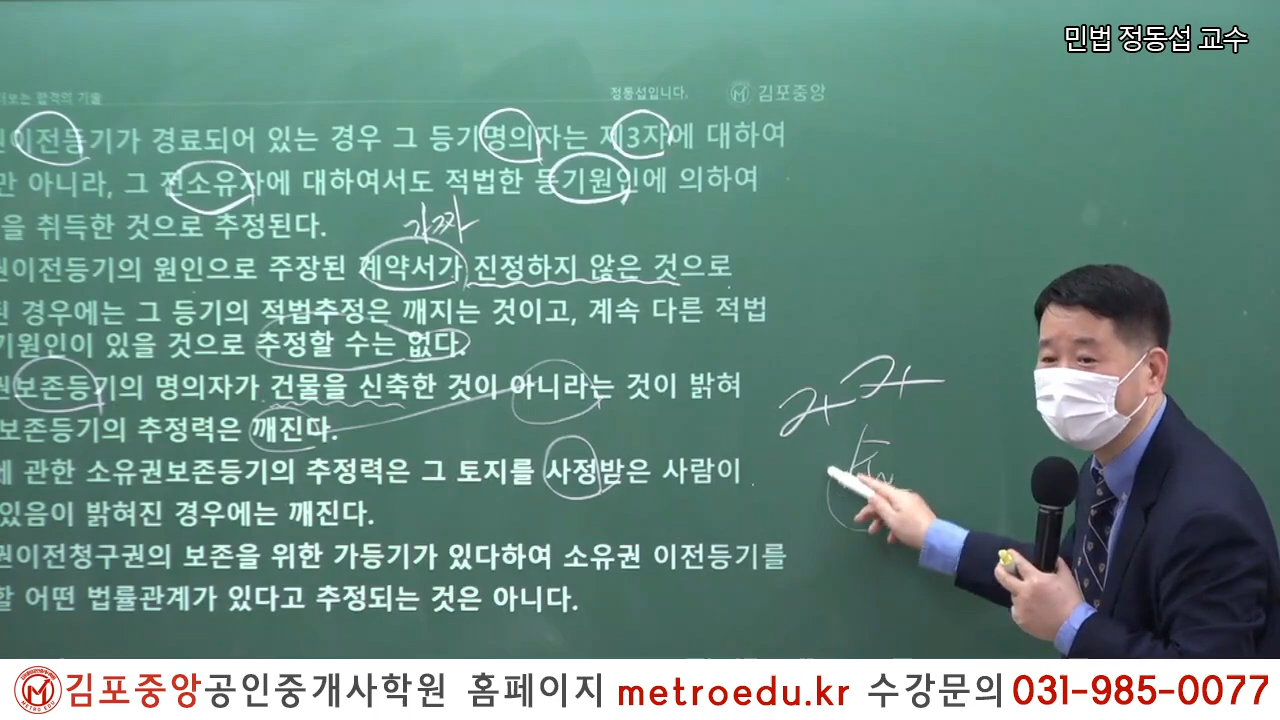 민법 정동섭 교수
보는 합격의 기술
정동섭입니다.
김포중앙
이전등기가 경료되어 있는 경우 그 등기명의자는 제3자에 대하여
만 아니라, 그 전소유자에 대하여서도 적법한 등기원인에 의하여
을 취득한 것으로 추정된다.
가짜
권이전등기의 원인으로 주장된 계약서가 진정하지 않은 것으로
된 경우에는 그 등기의 적법추정은 깨지는 것이고, 계속 다른 적법
기원인이 있을 것으로 추정할 수는 없다.
권보존등기의 명의자가 건물을 신축한 것이 아니라는 것이 밝혀
보존등기의 추정력은 깨진다.
에 관한 소유권보존등기의 추정력은 그 토지를 사정받은 사람이
있음이 밝혀진 경우에는 깨진다.
권이전청구권의 보존을 위한 가등기가 있다하여 소유권 이전등기를
할 어떤 법률관계가 있다고 추정되는 것은 아니다.
김포중앙공인중개사학원 홈페이지 metroedu.kr 수강문의 031-985-0077
METRO EDU